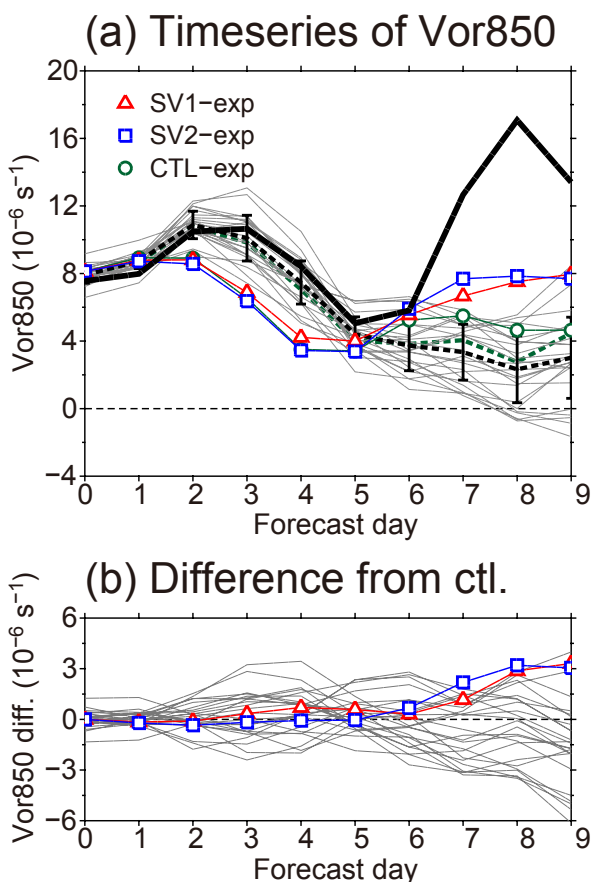 (a) Timeseries of Vor850
20
16
12
8
4
0
−4
Vor850 (10⁻⁶ s⁻¹)
SV1−exp
SV2−exp
CTL−exp
0 1 2 3 4 5 6 7 8 9
Forecast day
(b) Difference from ctl.
6
3
0
−3
−6
Vor850 diff. (10⁻⁶ s⁻¹)
0 1 2 3 4 5 6 7 8 9
Forecast day